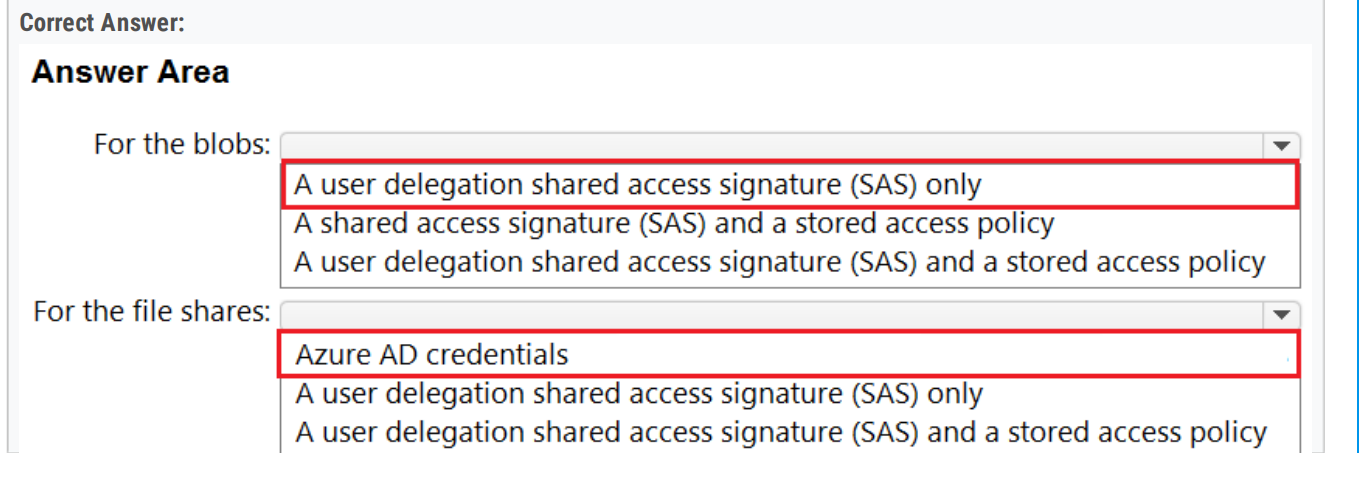 Correct Answer:
Answer Area
For the blobs:
A user delegation shared access signature (SAS) only
A shared access signature (SAS) and a stored access policy
A user delegation shared access signature (SAS) and a stored access policy
For the file shares:
Azure AD credentials
A user delegation shared access signature (SAS) only
A user delegation shared access signature (SAS) and a stored access policy